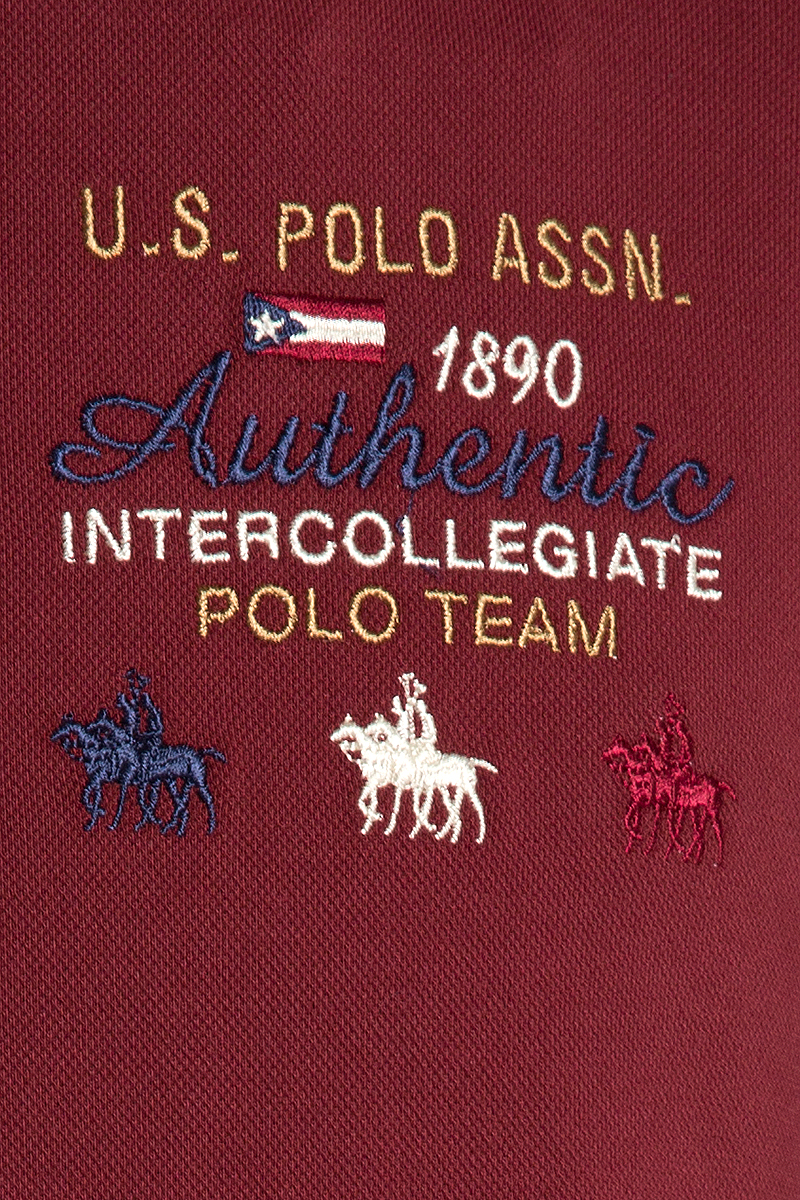 U.S. POLO ASSN.
1890
Authentic
INTERCOLLEGIATE
POLO TEAM